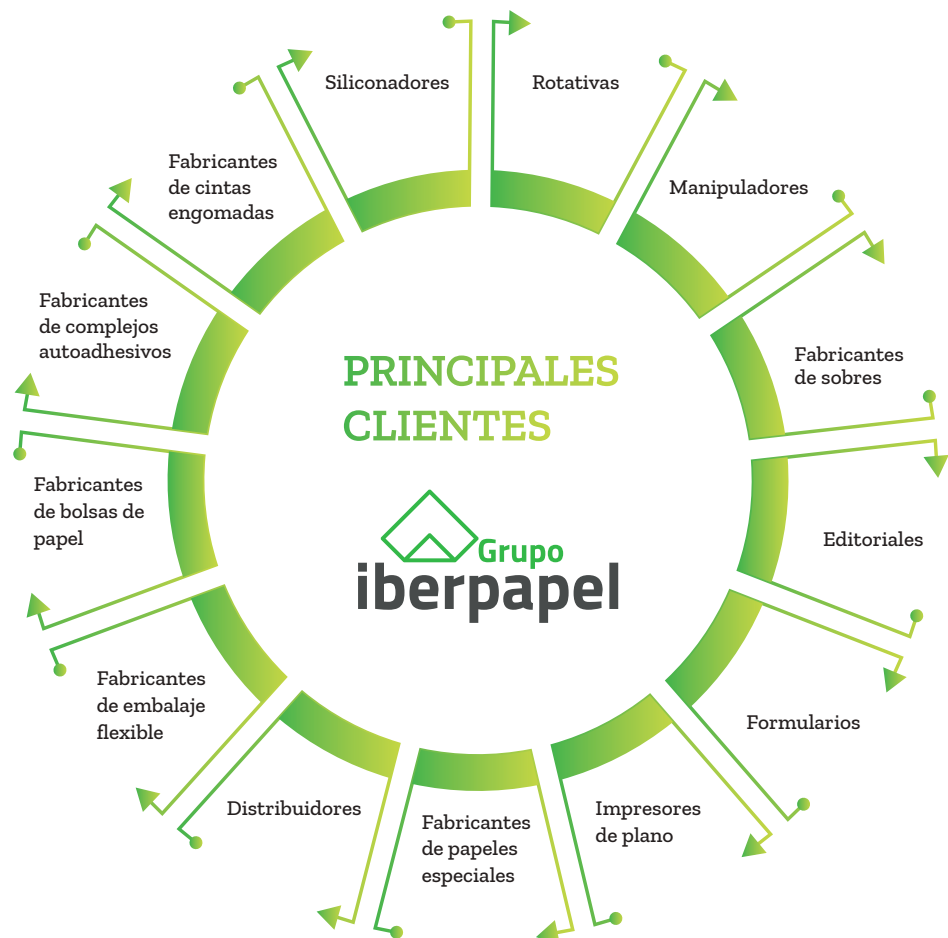 Siliconadores
Rotativas
Manipuladores
Fabricantes
de sobres
Editoriales
Formularios
Impresores
de plano
Fabricantes
de papeles
especiales
Distribuidores
Fabricantes
de embalaje
flexible
Fabricantes
de bolsas de
papel
Fabricantes
de complejos
autoadhesivos
Fabricantes
de cintas
engomadas
PRINCIPALES
CLIENTES
Grupo
iberpapel